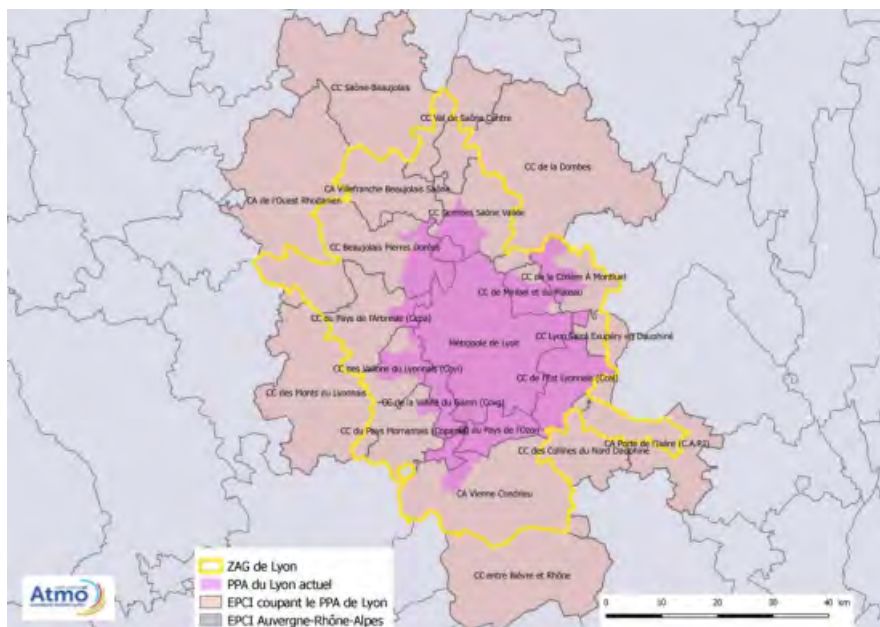 CC Saône-Beaujolais
CC Val de Saône Centre
CC de la Dombes
CA Villefranche Beaujolais Saône
CA de l'Ouest Rhodanien
CC Dombes Saône Vallée
CC Beaujolais Pierres Dorées
CC de la Côtière À Montluel
CC de Miribel et du Plateau
CC du Pays de l'Arbresle (Ccpa)
CC Lyon Saint Exupéry en Dauphiné
Métropole de Lyon
CC des Vallons du Lyonnais (Ccvl)
CC de l'Est Lyonnais (Ccel)
CC des Monts du Lyonnais
CC de la Vallée du Garon (Ccvg)
CC du Pays Mornantais (Copamo)
CC du Pays de l'Ozon
CA Porte de l'Isère (C.A.P.I)
CC des Collines du Nord Dauphiné
CA Vienne Condrieu
CC entre Bièvre et Rhône
ZAG de Lyon
PPA du Lyon actuel
EPCI coupant le PPA de Lyon
EPCI Auvergne-Rhône-Alpes
Atmo
0 10 20 30 40 km